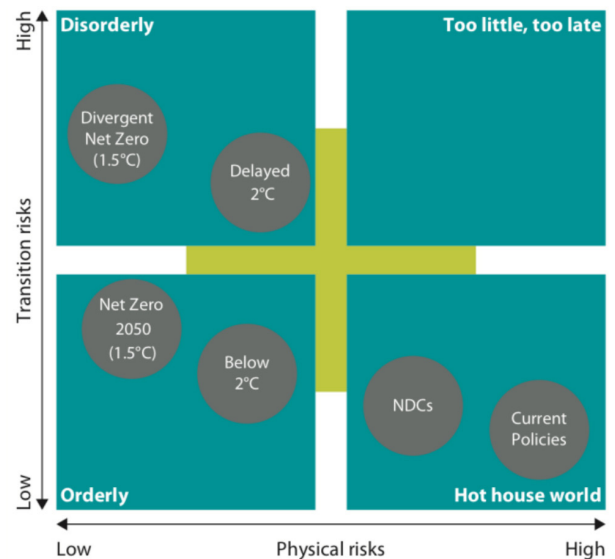 High
Transition risks
Low
Disorderly
Too little, too late
Divergent
Net Zero
(1.5°C)
Delayed
2°C
Net Zero
2050
(1.5°C)
Below
2°C
NDCs
Current
Policies
Orderly
Hot house world
Low
Physical risks
High